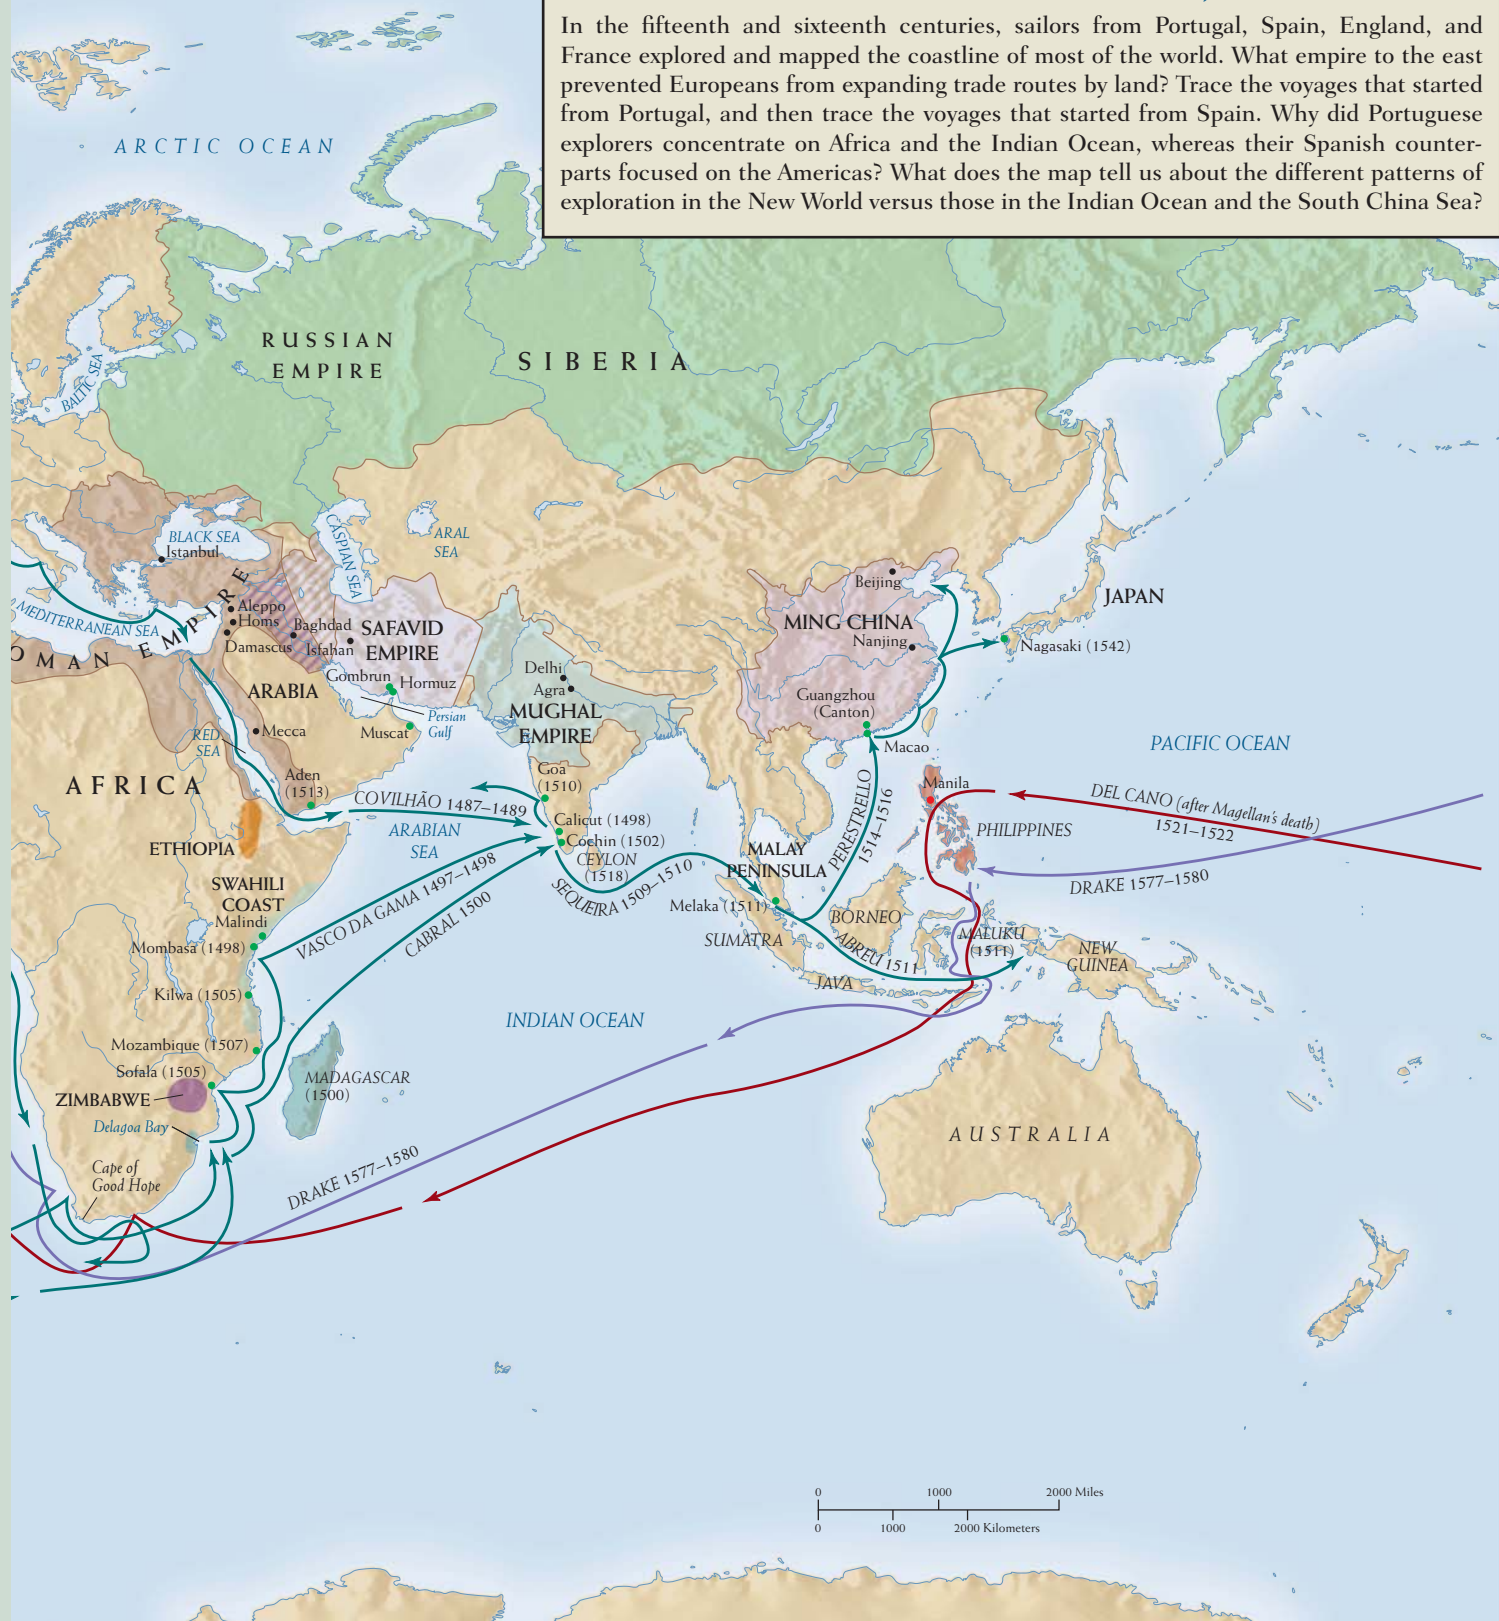 In the fifteenth and sixteenth centuries, sailors from Portugal, Spain, England, and
France explored and mapped the coastline of most of the world. What empire to the east
prevented Europeans from expanding trade routes by land? Trace the voyages that started
from Portugal, and then trace the voyages that started from Spain. Why did Portuguese
explorers concentrate on Africa and the Indian Ocean, whereas their Spanish counter-
parts focused on the Americas? What does the map tell us about the different patterns of
exploration in the New World versus those in the Indian Ocean and the South China Sea?
ARCTIC OCEAN
RUSSIAN
EMPIRE
SIBERIA
BALTIC SEA
BLACK SEA
Istanbul
CASPIAN SEA
ARAL
SEA
MEDITERRANEAN SEA
OMAN EMPIRE
Aleppo
Homs
Damascus
Baghdad
Isfahan
SAFAVID
EMPIRE
Gombrun
Hormuz
ARABIA
Persian
Gulf
Muscat
Mecca
RED
SEA
Aden
(1513)
AFRICA
ETHIOPIA
Delhi
Agra
MUGHAL
EMPIRE
Goa
(1510)
Calicut (1498)
Cochin (1502)
CEYLON
(1518)
COVILHÃO 1487–1489
ARABIAN
SEA
Beijing
MING CHINA
Nanjing
Guangzhou
(Canton)
Macao
JAPAN
Nagasaki (1542)
PACIFIC OCEAN
Manila
PHILIPPINES
DEL CANO (after Magellan's death)
1521–1522
DRAKE 1577–1580
PERESTRELLO
1514–1516
MALAY
PENINSULA
SEQUEIRA 1509–1510
Melaka (1511)
SUMATRA
BORNEO
ABREU 1511
JAVA
MALUKU
(1511)
NEW
GUINEA
SWAHILI
COAST
Malindi
Mombasa (1498)
Kilwa (1505)
VASCO DA GAMA 1497–1498
CABRAL 1500
INDIAN OCEAN
Mozambique (1507)
Sofala (1505)
ZIMBABWE
MADAGASCAR
(1500)
Delagoa Bay
Cape of
Good Hope
DRAKE 1577–1580
AUSTRALIA
0 1000 2000 Miles
0 1000 2000 Kilometers